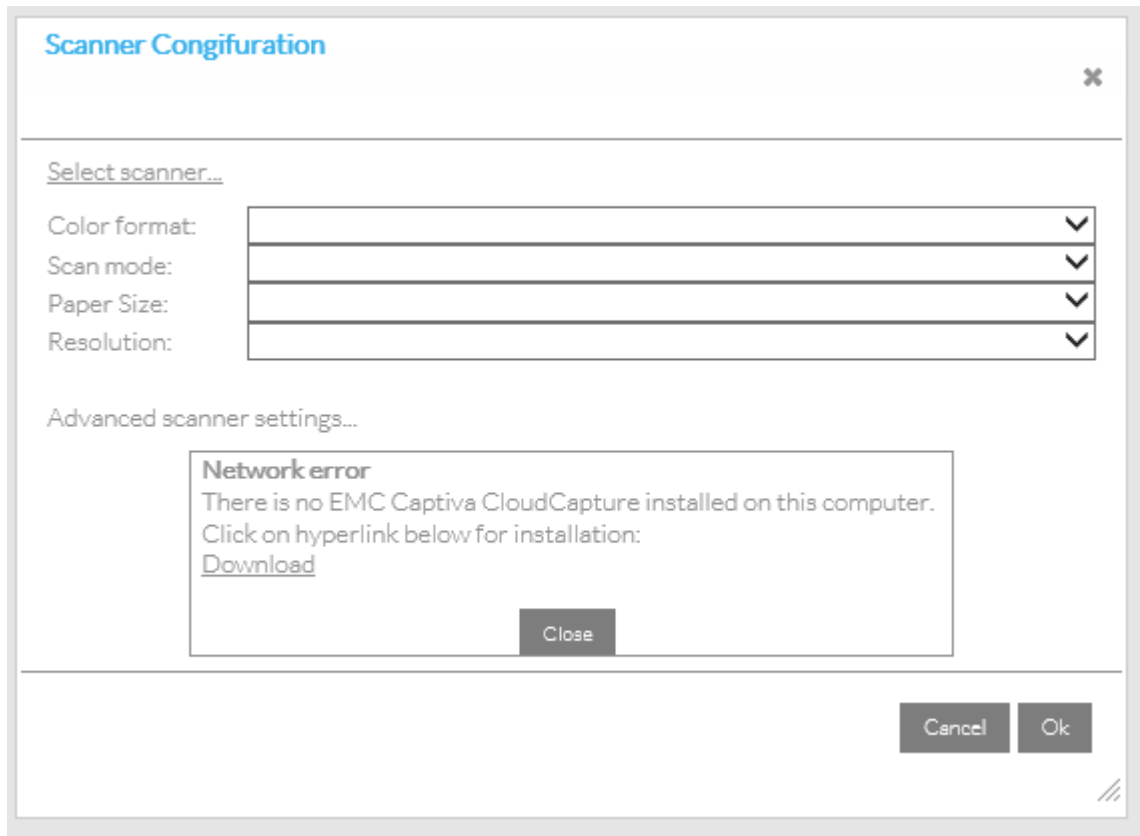 Scanner Congifuration
Select scanner...
Color format:
Scan mode:
Paper Size:
Resolution:
Advanced scanner settings...
Network error
There is no EMC Captiva CloudCapture installed on this computer.
Click on hyperlink below for installation:
Download
Close
Cancel Ok